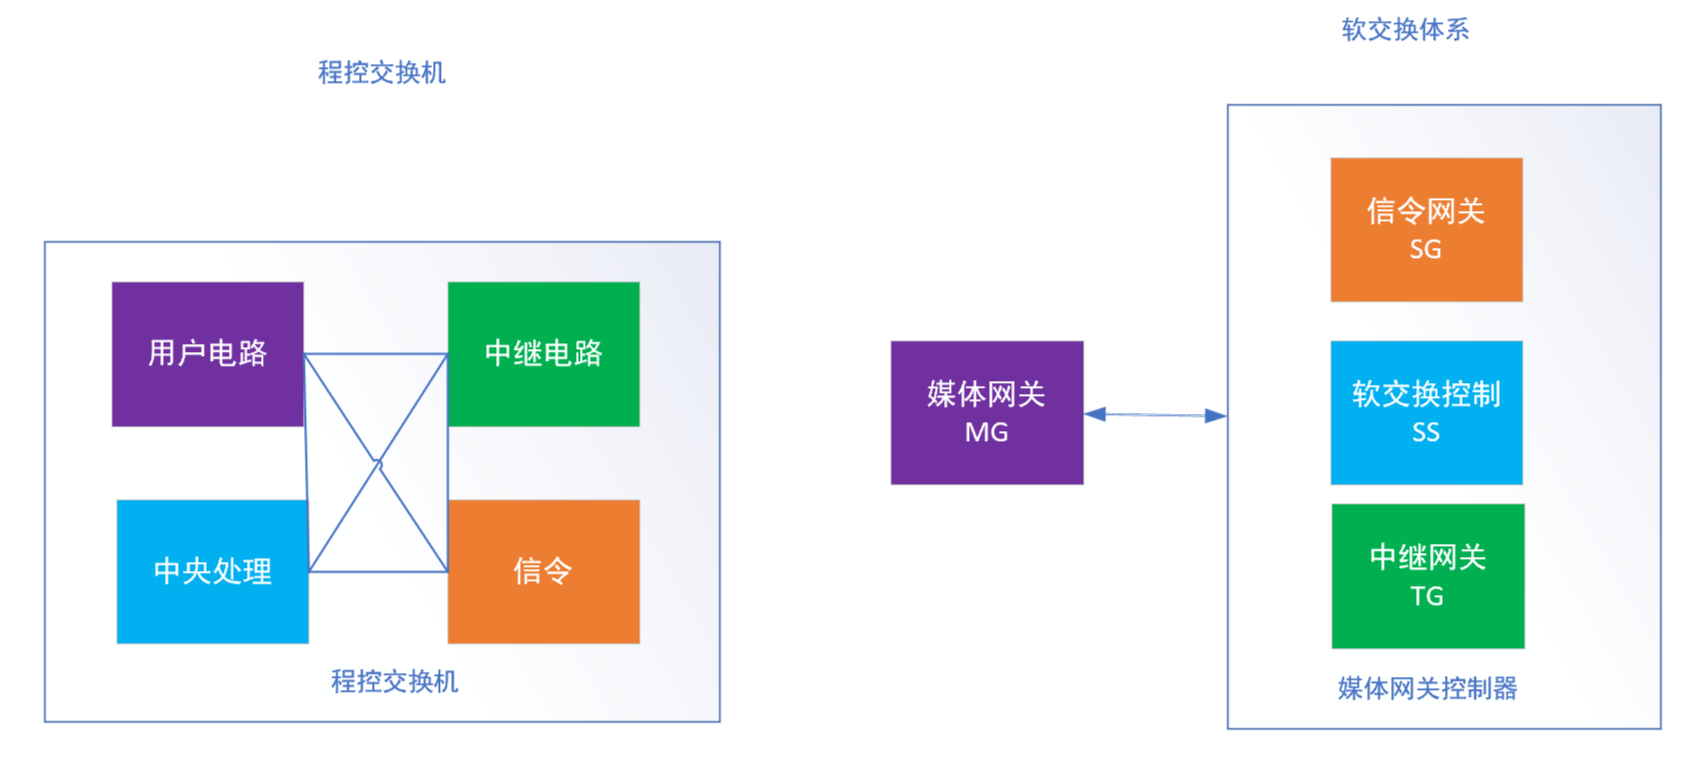 程控交换机
用户电路
中继电路
中央处理
信令
程控交换机
软交换体系
媒体网关
MG
信令网关
SG
软交换控制
SS
中继网关
TG
媒体网关控制器